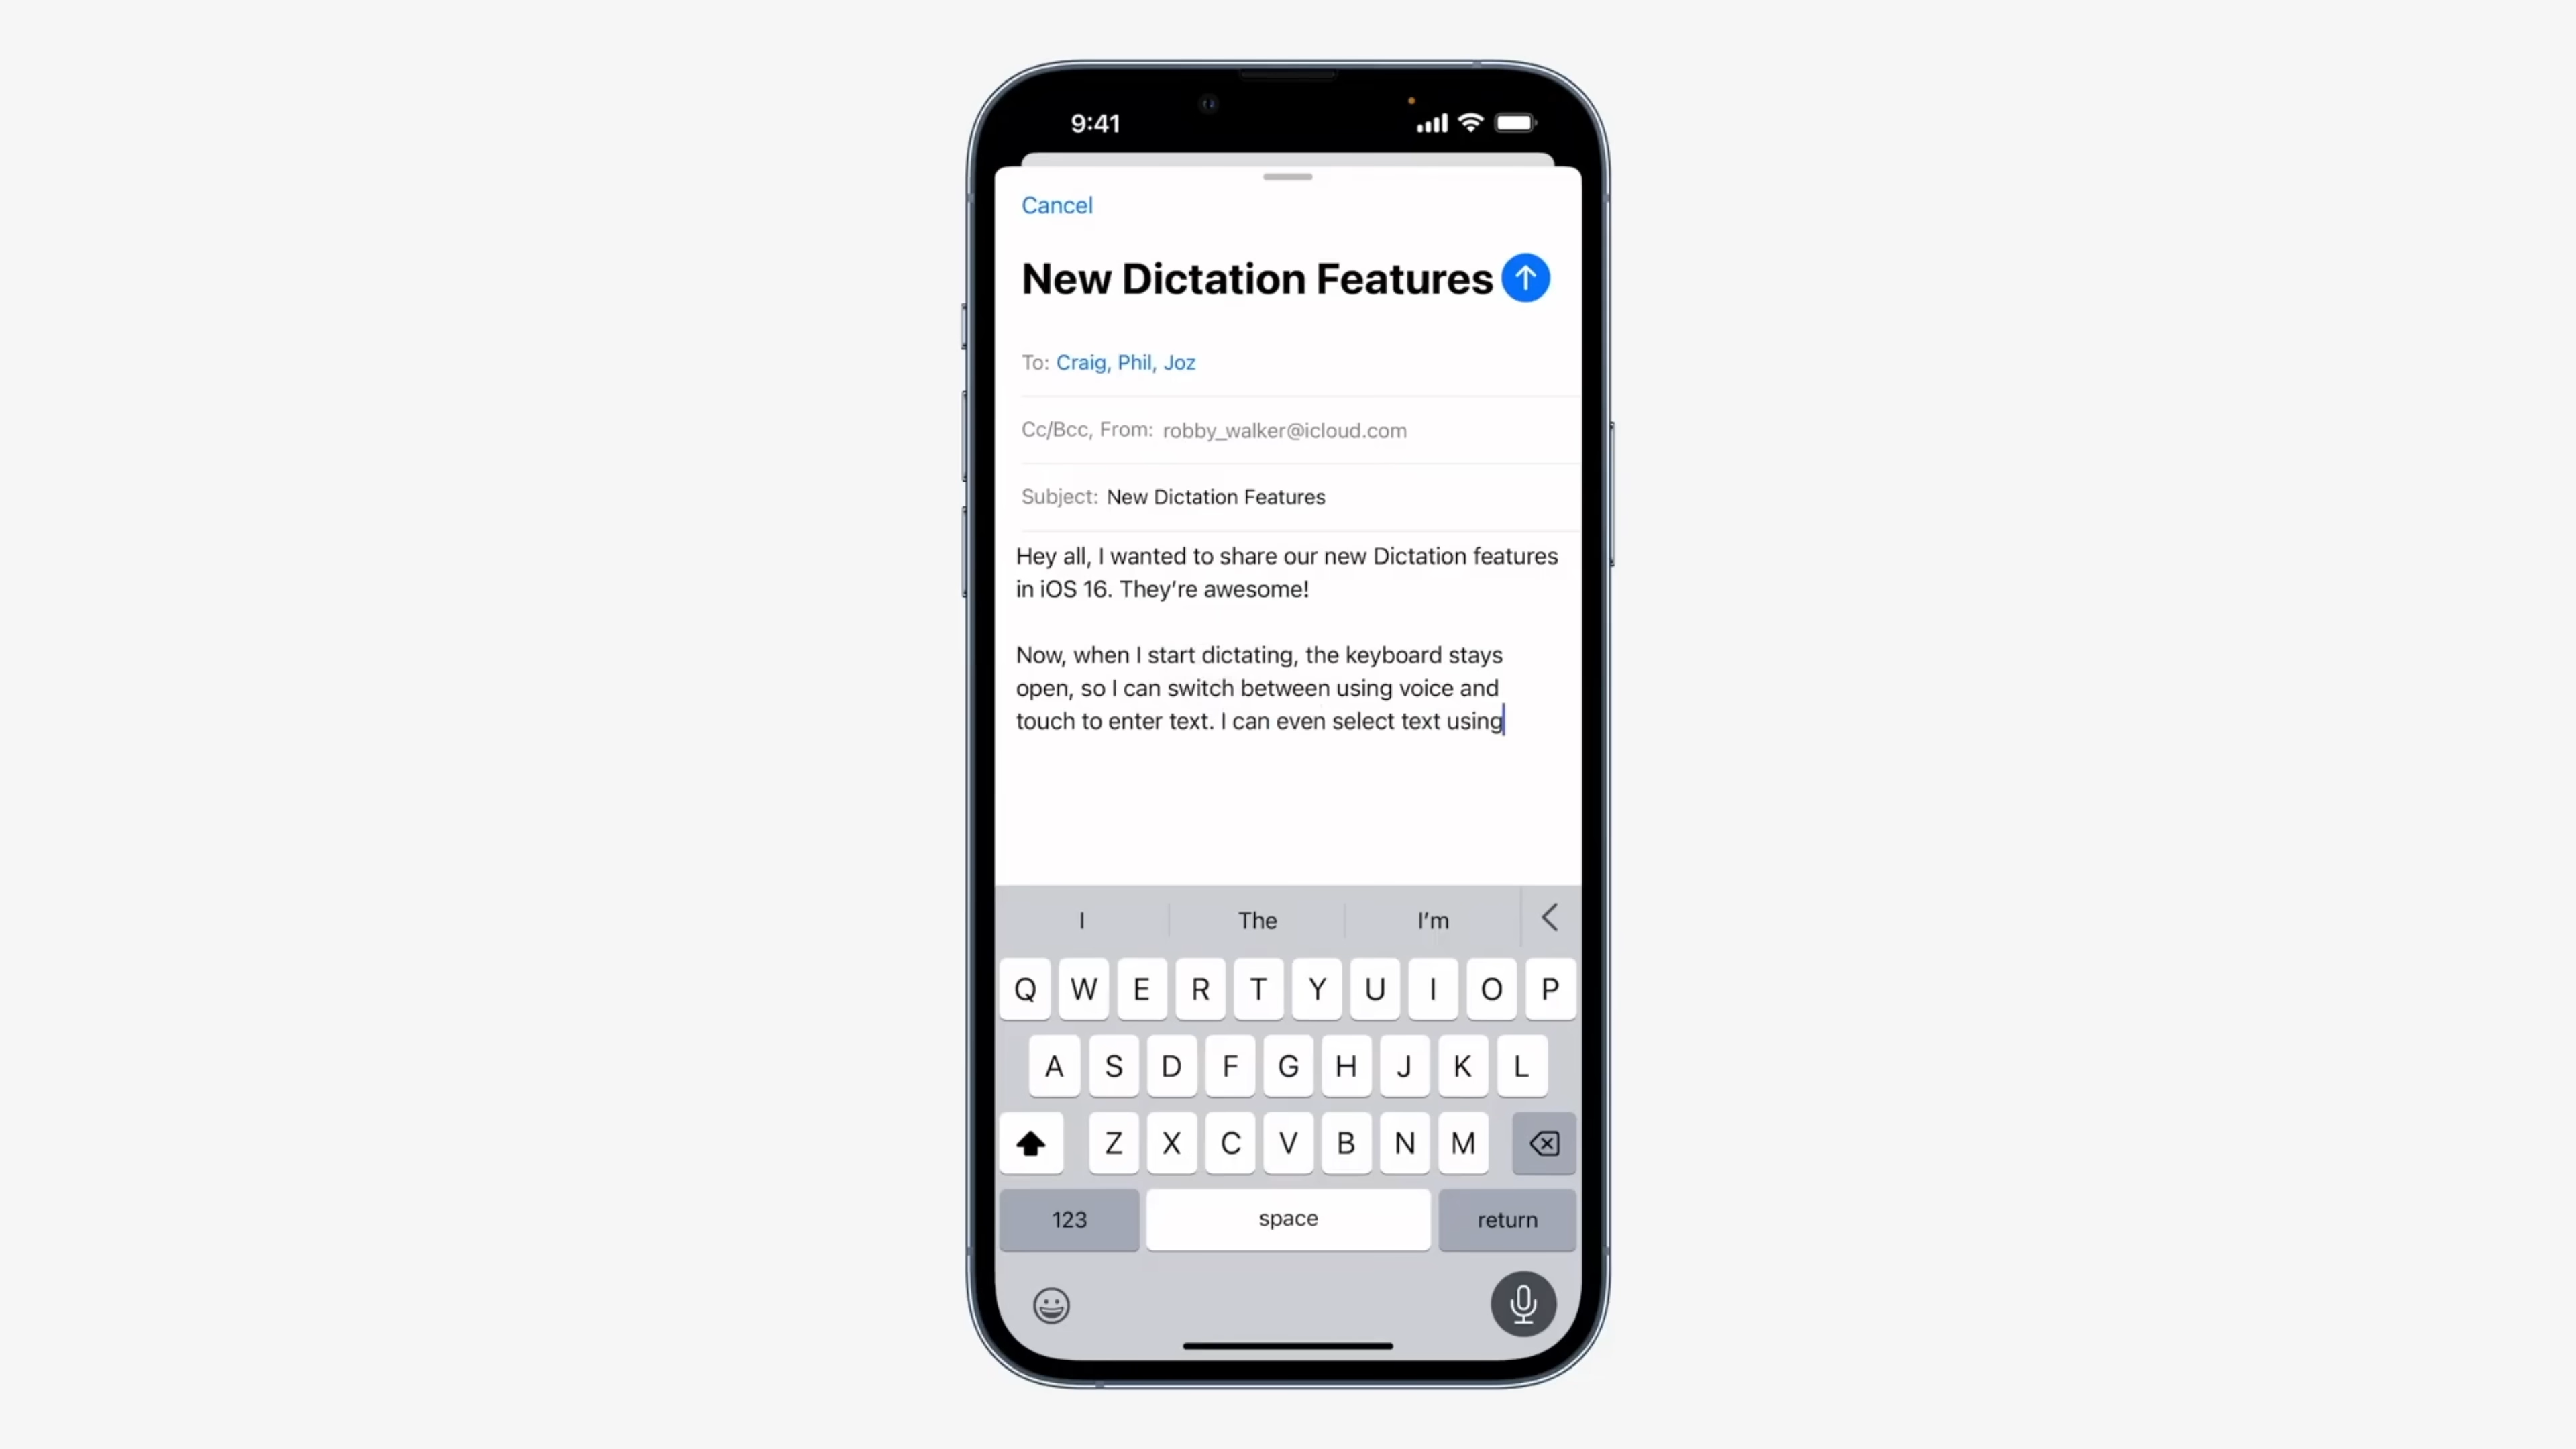 9:41
Cancel
New Dictation Features
To: Craig, Phil, Joz
Cc/Bcc, From: robby_walker@icloud.com
Subject: New Dictation Features
Hey all, I wanted to share our new Dictation features
in iOS 16. They’re awesome!
Now, when I start dictating, the keyboard stays
open, so I can switch between using voice and
touch to enter text. I can even select text using
I The I’m
Q W E R T Y U I O P
A S D F G H J K L
Z X C V B N M
123 space return